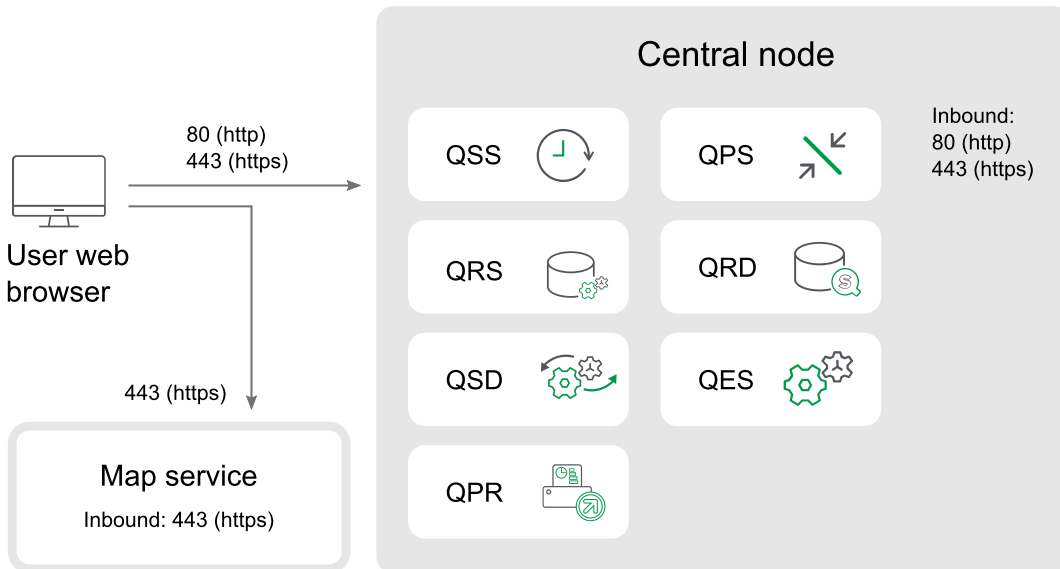 Central node
80 (http)
443 (https)
User web
browser
443 (https)
Map service
Inbound: 443 (https)
QSS
QPS
QRS
QRD
S
QSD
QES
QPR
Inbound:
80 (http)
443 (https)